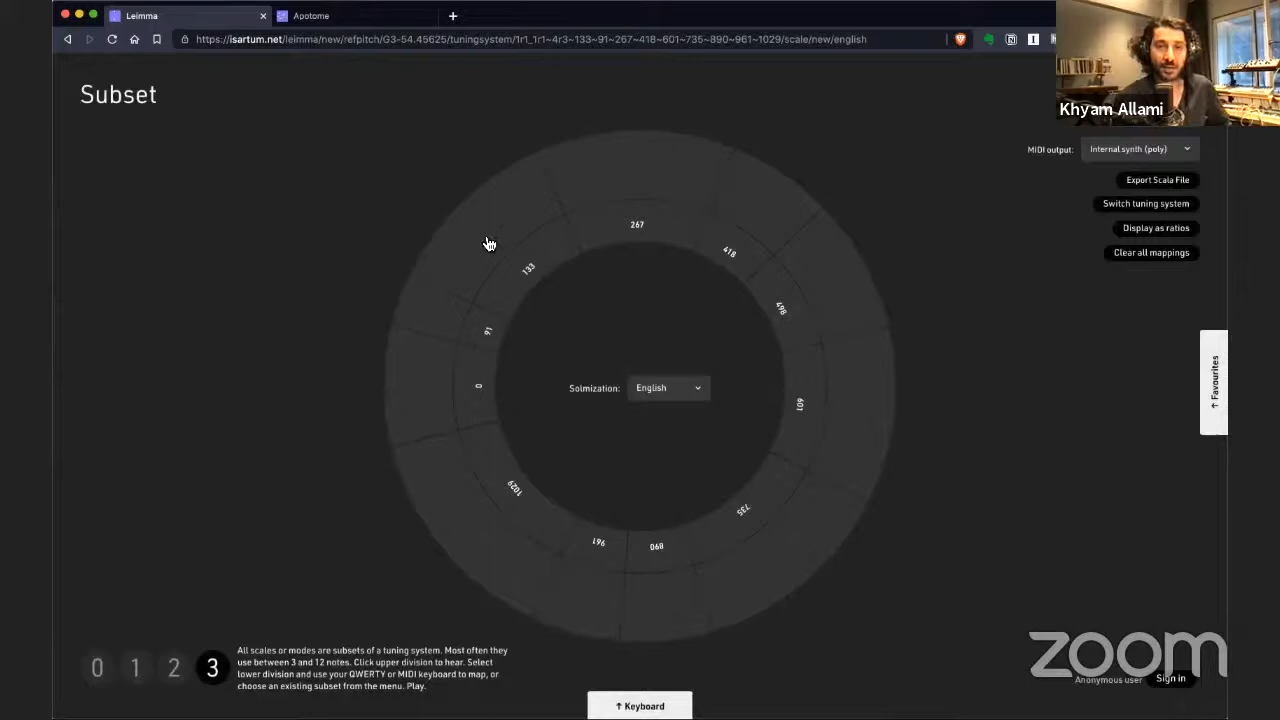 Leimma
Apotome
https://isartum.net/leimma/new/refpitch/G3-54.45625/tuningsystem/1r1_1r1~4r3~133~91~267~418~601~735~890~961~1029/scale/new/english
Khyam Allami
Subset
MIDI output: Internal synth (poly)
Export Scala File
Switch tuning system
Display as ratios
Clear all mappings
267
418
133
498
91
0
Solmization: English
601
1029
735
961
890
↑ Favourites
0 1 2 3
All scales or modes are subsets of a tuning system. Most often they
use between 3 and 12 notes. Click upper division to hear. Select
lower division and use your QWERTY or MIDI keyboard to map, or
choose an existing subset from the menu. Play.
zoom
Anonymous user
Sign in
↑ Keyboard